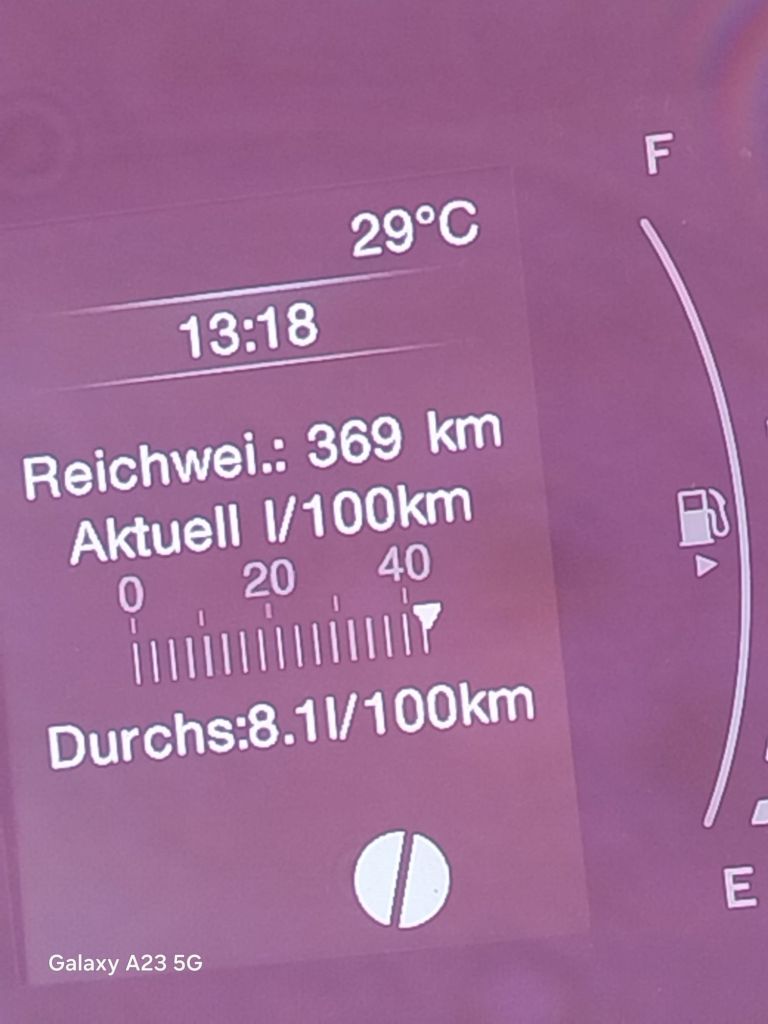 F
29°C
13:18
Reichwei.: 369 km
Aktuell l/100km
0 20 40
Durchs:8.1l/100km
E
Galaxy A23 5G